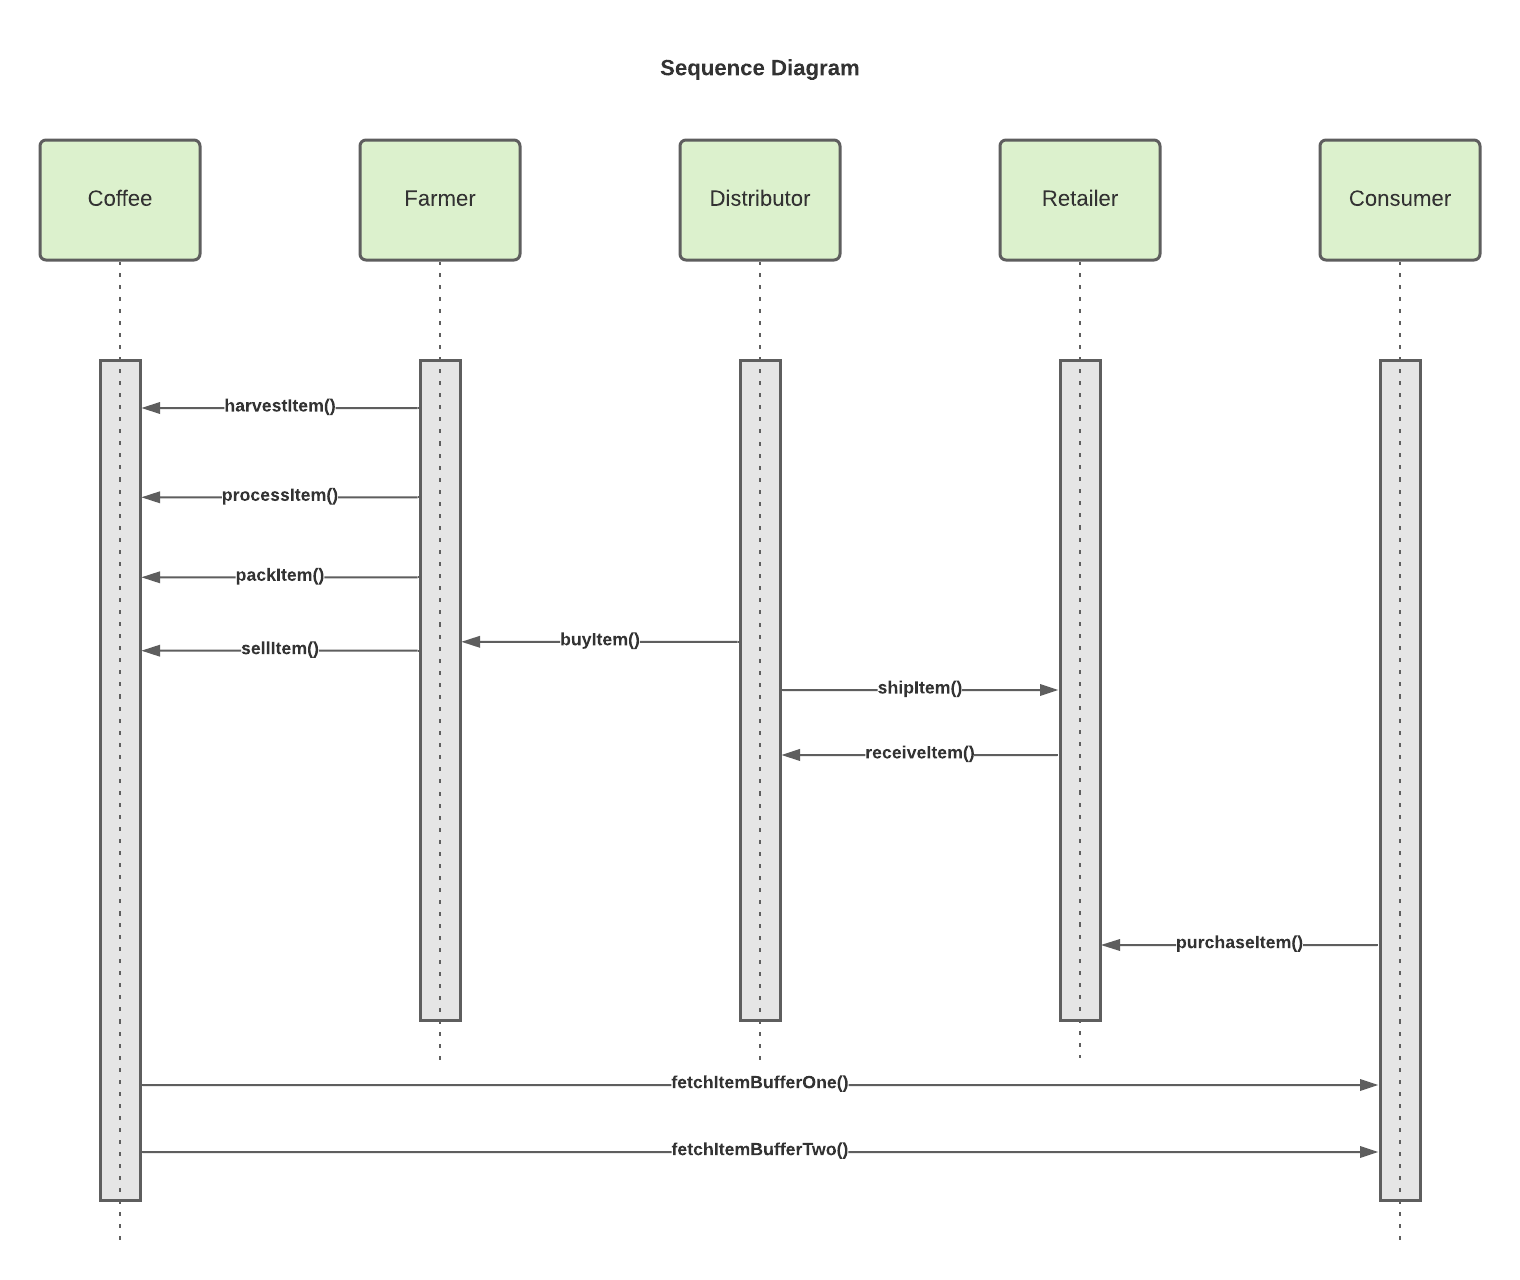 Sequence Diagram
Coffee
Farmer
Distributor
Retailer
Consumer
harvestItem()
processItem()
packItem()
buyItem()
sellItem()
shipItem()
receiveItem()
purchaseItem()
fetchItemBufferOne()
fetchItemBufferTwo()